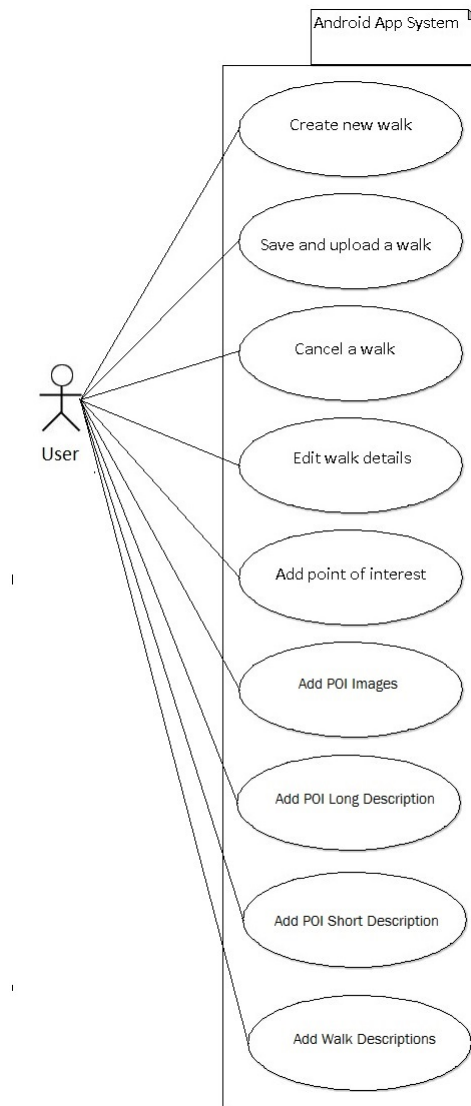 Android App System
Create new walk
Save and upload a walk
Cancel a walk
User
Edit walk details
Add point of interest
Add POI Images
Add POI Long Description
Add POI Short Description
Add Walk Descriptions